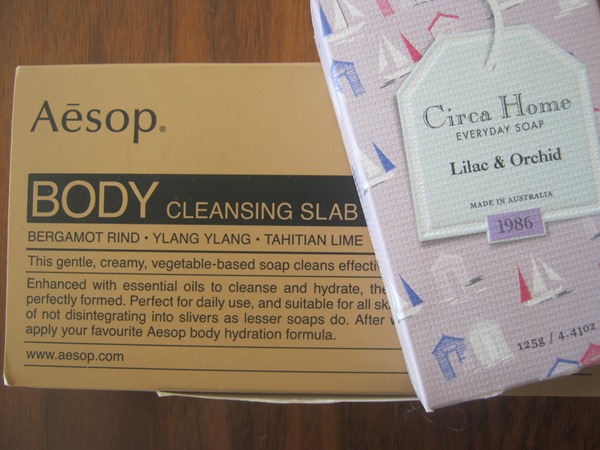 Aēsop®
BODY CLEANSING SLAB
BERGAMOT RIND · YLANG YLANG · TAHITIAN LIME
This gentle, creamy, vegetable-based soap cleans
Enhanced with essential oils to cleanse and hydrate,
perfectly formed. Perfect for daily use, and suitable for all
of not disintegrating into slivers as lesser soaps do. After
apply your favourite Aesop body hydration formula.
www.aesop.com
Circa Home
EVERYDAY SOAP
Lilac & Orchid
MADE IN AUSTRALIA
1986
125g / 4.41oz